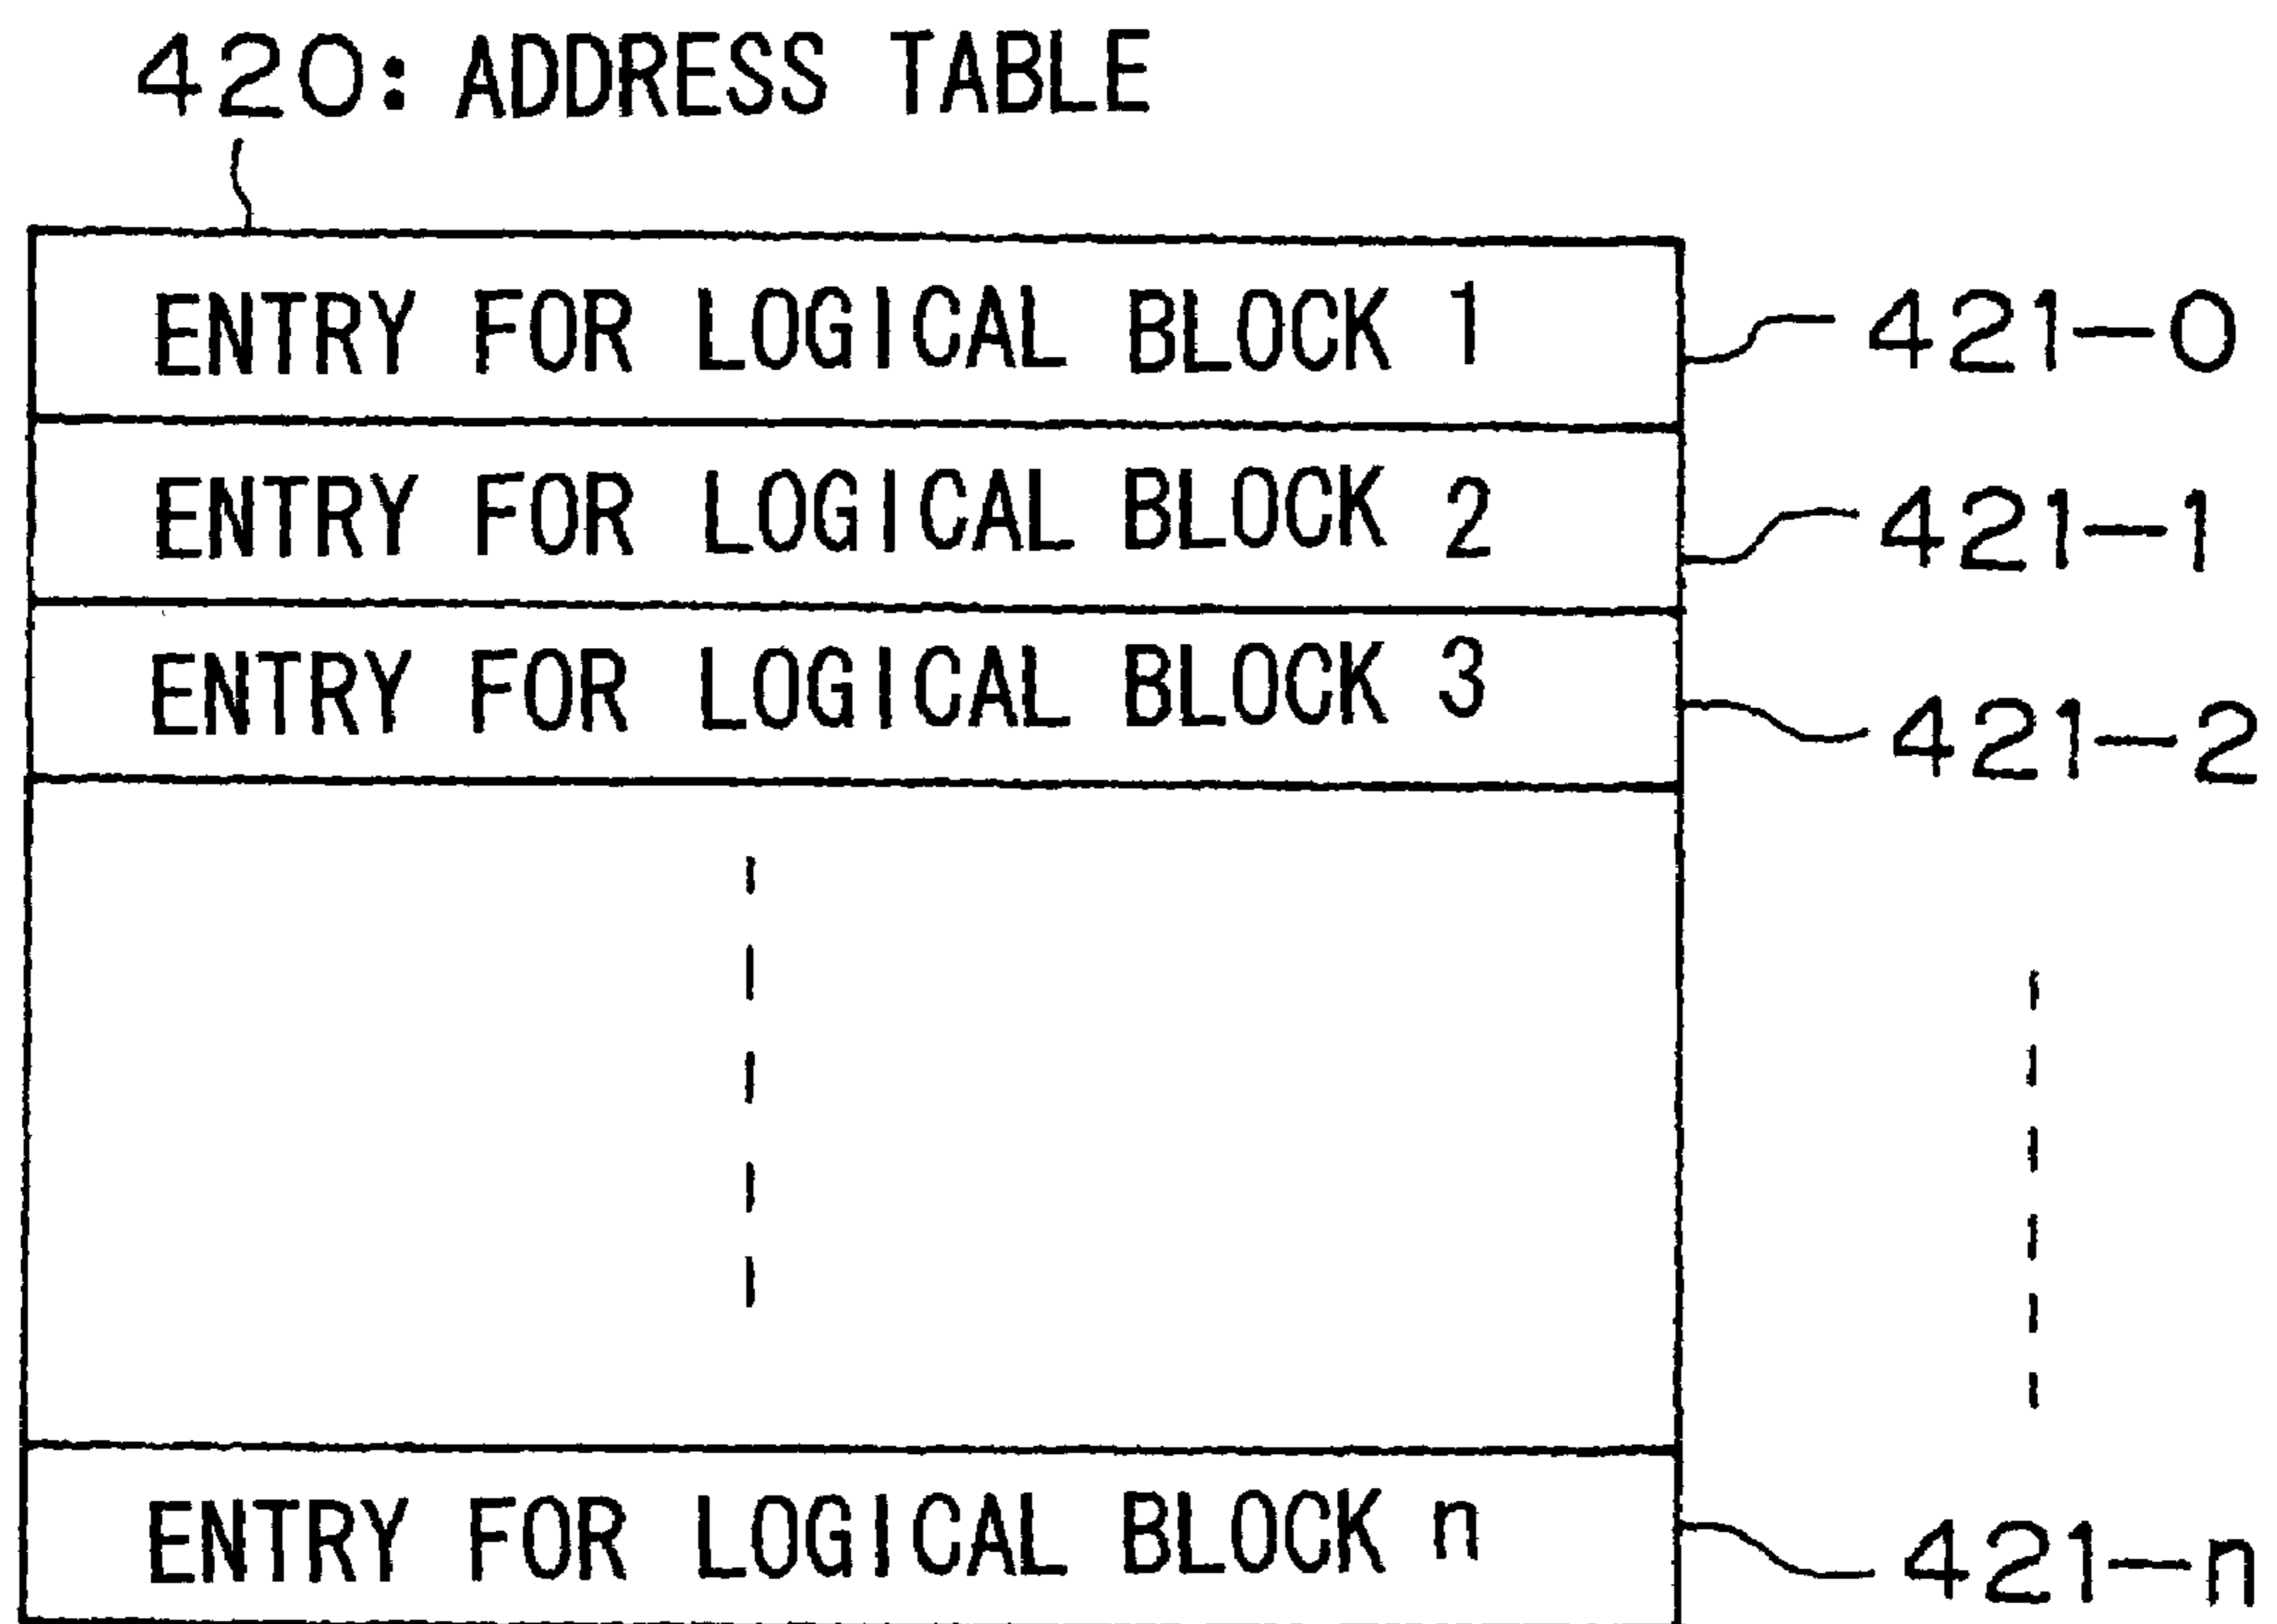 420: ADDRESS TABLE
ENTRY FOR LOGICAL BLOCK 1 421-0
ENTRY FOR LOGICAL BLOCK 2 421-1
ENTRY FOR LOGICAL BLOCK 3 421-2
ENTRY FOR LOGICAL BLOCK n 421-n